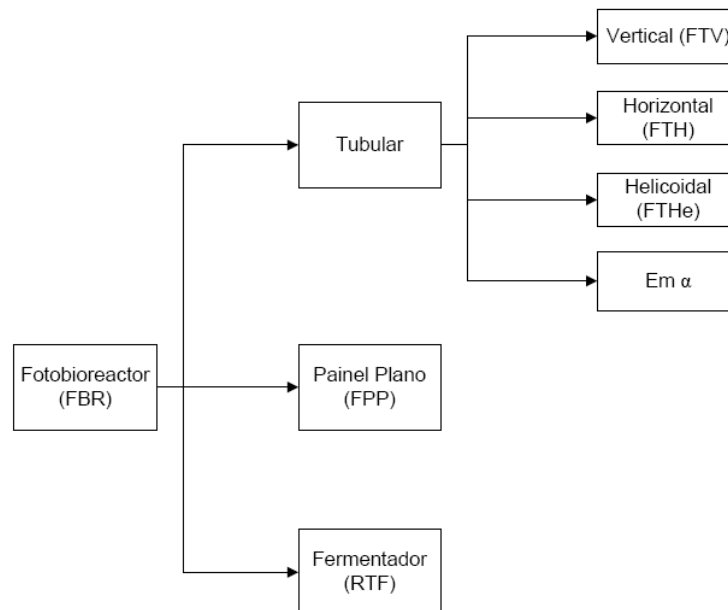 Vertical (FTV)
Horizontal
(FTH)
Tubular
Helicoidal
(FTHe)
Em α
Fotobioreactor
(FBR)
Painel Plano
(FPP)
Fermentador
(RTF)